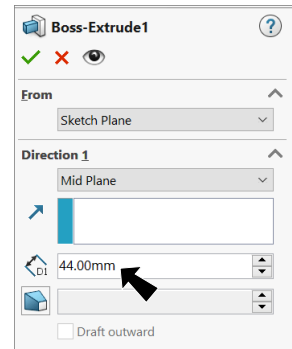 Boss-Extrude1
?
From
Sketch Plane
Direction 1
Mid Plane
D1
44.00mm
Draft outward